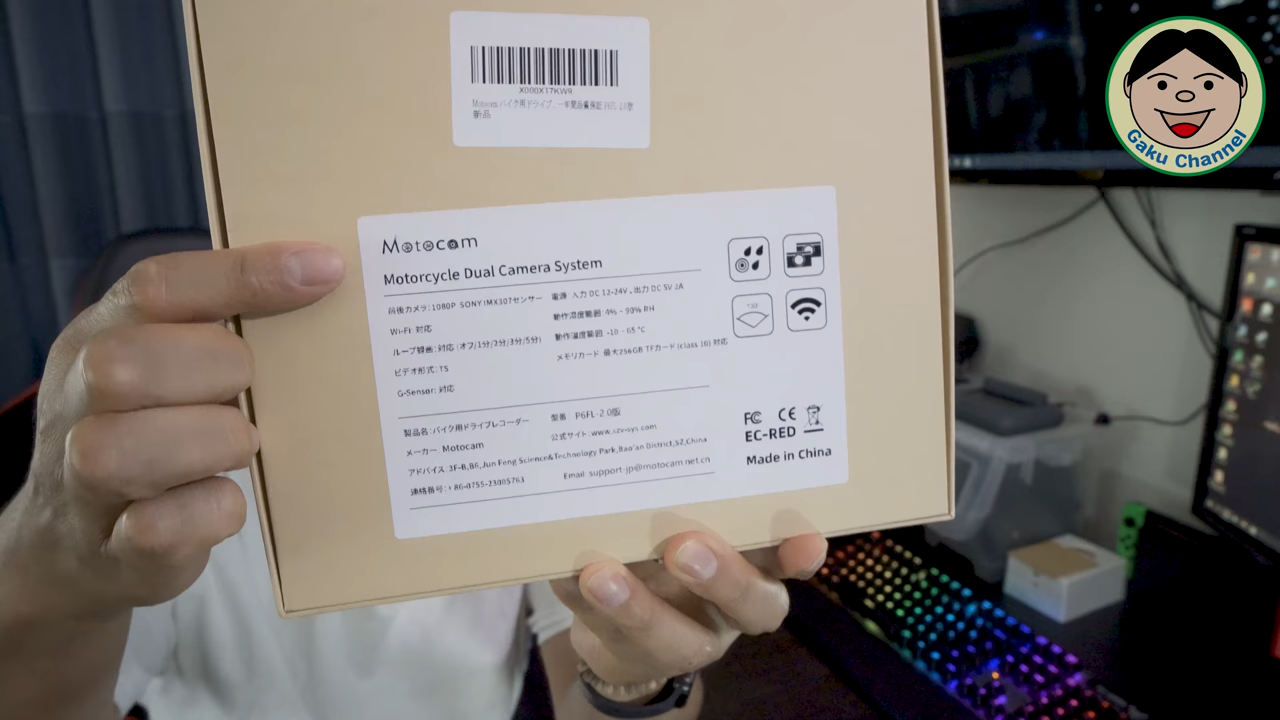 X000X17KWR
Motocam バイク用ドライブ...一年間品質保証 P6FL-2.0版
新品
Motocam
Motorcycle Dual Camera System
前後カメラ:1080P SONY IMX307センサー
Wi-Fi: 対応
ループ録画: 対応 (オフ/1分/2分/3分/5分)
ビデオ形式: TS
G-Sensor: 対応
電源 入力 DC 12-24V , 出力 DC 5V 2A
動作湿度範囲: 4% - 90% RH
動作温度範囲: -10 - 65 °C
メモリカード: 最大256GB TFカード (class 10) 対応
製品名: バイク用ドライブレコーダー
メーカー: Motocam
アドバイス: 3F-B,B6,Jun Feng Science&Technology Park,Bao'an District,SZ,China
連絡番号: +86-0755-23005763
型番 P6FL-2.0版
公式サイト: www.szvsys.com
Email: support-jp@motocam.net.cn
FC CE
EC-RED
Made in China
Gaku Channel